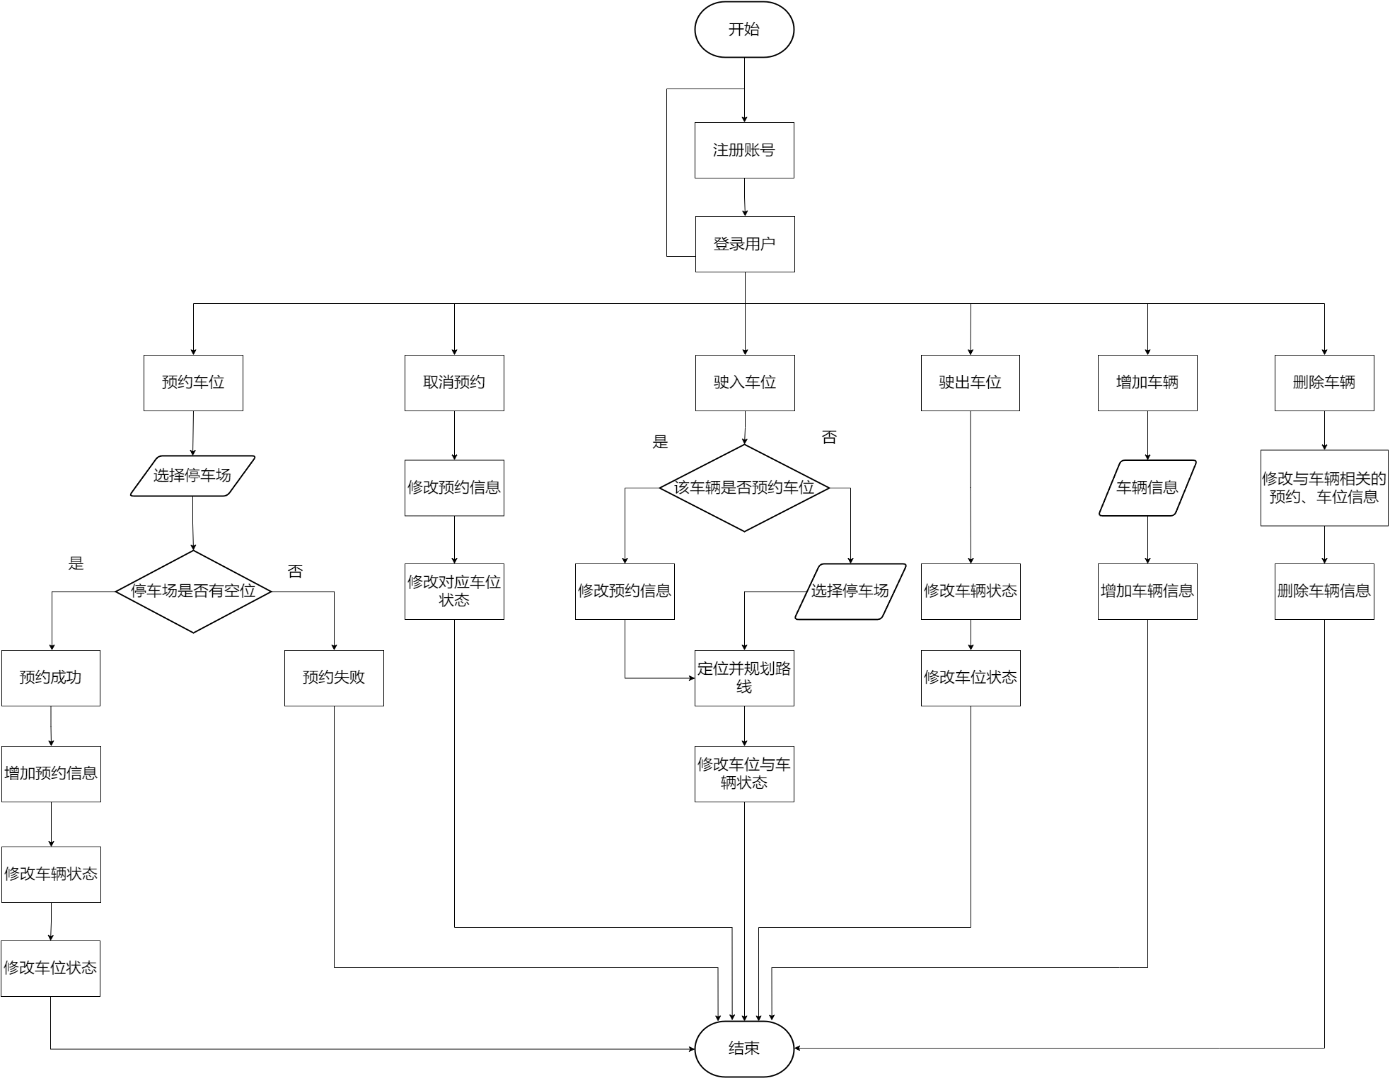 开始
注册账号
登录用户
预约车位
取消预约
驶入车位
驶出车位
增加车辆
删除车辆
是
否
选择停车场
修改预约信息
该车辆是否预约车位
车辆信息
修改与车辆相关的
预约、车位信息
是
否
停车场是否有空位
修改对应车位
状态
修改预约信息
选择停车场
修改车辆状态
增加车辆信息
删除车辆信息
预约成功
预约失败
定位并规划路
线
修改车位状态
增加预约信息
修改车位与车
辆状态
修改车辆状态
修改车位状态
结束